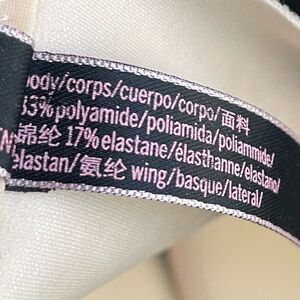 body/corps/cuerpo/corpo/面料
83%polyamide/poliamida/poliammide/
锦纶 17%elastane/élasthanne/elastano/
elastan/氨纶 wing/basque/lateral/